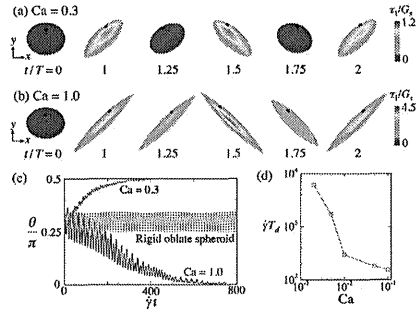 (a) Ca = 0.3
τ₁/Gₛ
1.2
0
y
x
t/T = 0 1 1.25 1.5 1.75 2
(b) Ca = 1.0
τ₁/Gₛ
4.5
0
y
x
t/T = 0 1 1.25 1.5 1.75 2
(c)
0.5
Ca = 0.3
θ/π
0.25
Rigid oblate spheroid
Ca = 1.0
0
0 400 800
γ̇t
(d)
10⁴
γ̇T_d
10³
10²
10⁻³ 10⁻² 10⁻¹
Ca